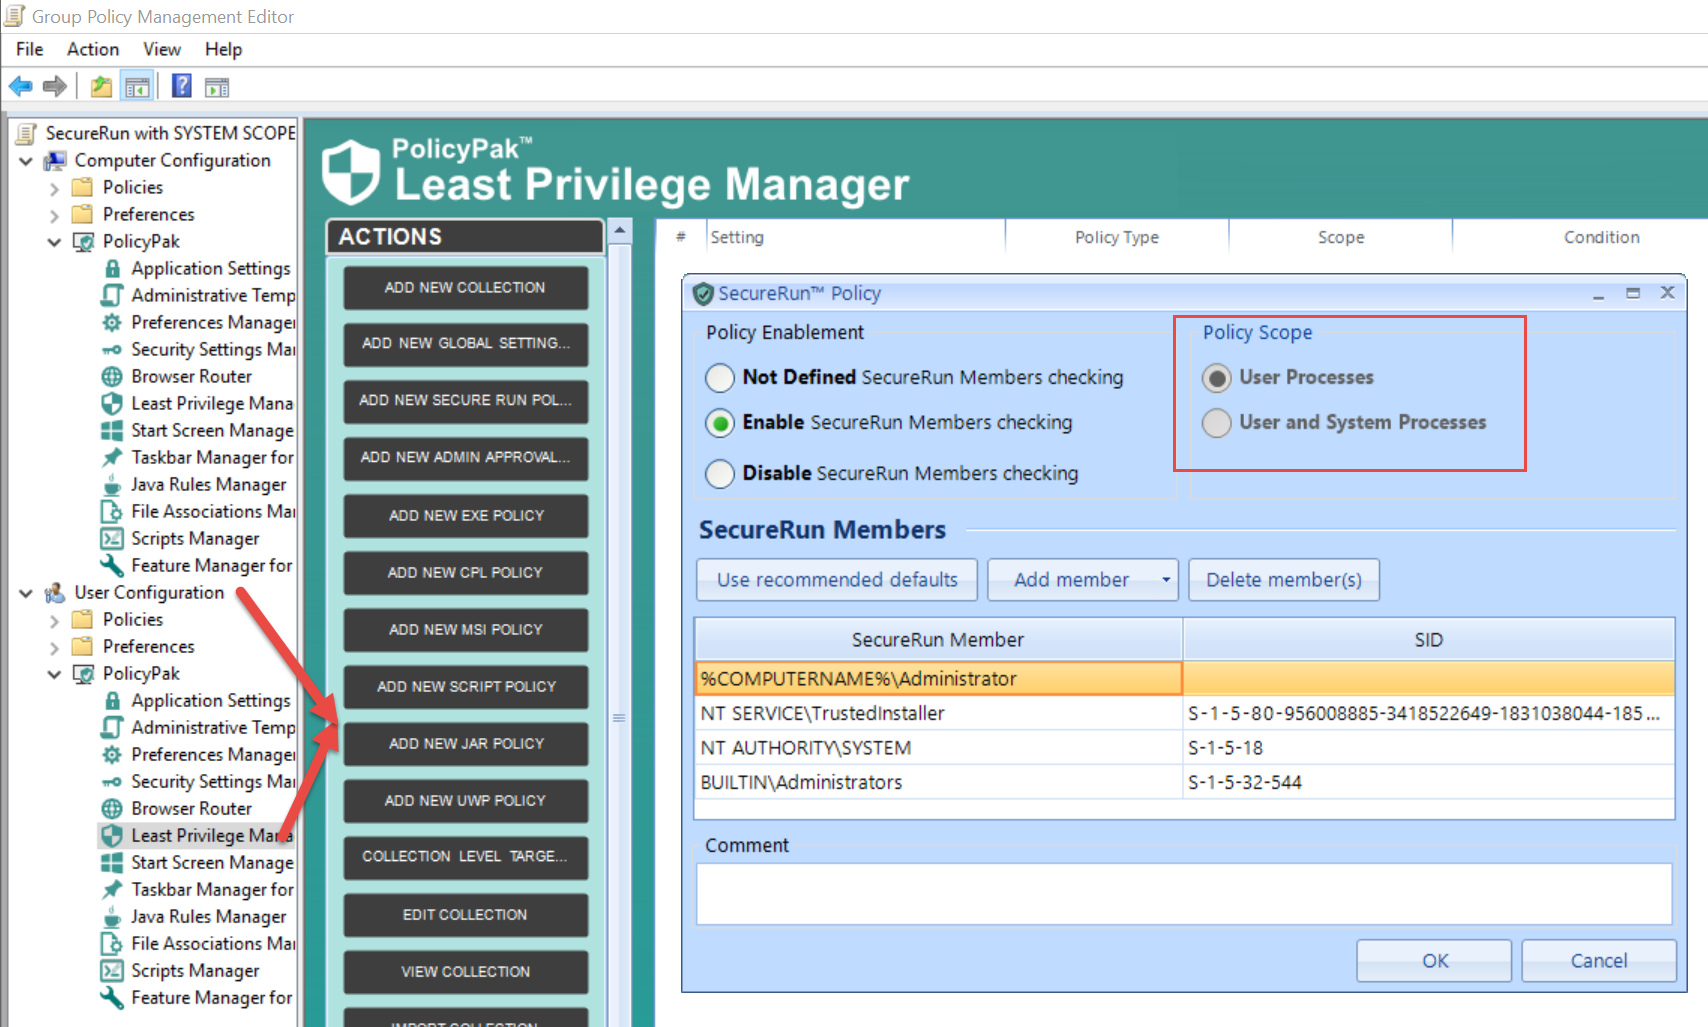 Group Policy Management Editor
File Action View Help
SecureRun with SYSTEM SCOPE
Computer Configuration
Policies
Preferences
PolicyPak
Application Settings
Administrative Temp
Preferences Manager
Security Settings Mar
Browser Router
Least Privilege Mana
Start Screen Manage
Taskbar Manager for
Java Rules Manager
File Associations Mar
Scripts Manager
Feature Manager for
User Configuration
Policies
Preferences
PolicyPak
Application Settings
Administrative Temp
Preferences Manager
Security Settings Mar
Browser Router
Least Privilege Mana
Start Screen Manage
Taskbar Manager for
Java Rules Manager
File Associations Mar
Scripts Manager
Feature Manager for
PolicyPak™
Least Privilege Manager
ACTIONS
ADD NEW COLLECTION
ADD NEW GLOBAL SETTING...
ADD NEW SECURE RUN POL...
ADD NEW ADMIN APPROVAL...
ADD NEW EXE POLICY
ADD NEW CPL POLICY
ADD NEW MSI POLICY
ADD NEW SCRIPT POLICY
ADD NEW JAR POLICY
ADD NEW UWP POLICY
COLLECTION LEVEL TARGE...
EDIT COLLECTION
VIEW COLLECTION
IMPORT COLLECTION
# Setting Policy Type Scope Condition
SecureRun™ Policy
Policy Enablement
Not Defined SecureRun Members checking
Enable SecureRun Members checking
Disable SecureRun Members checking
Policy Scope
User Processes
User and System Processes
SecureRun Members
Use recommended defaults Add member Delete member(s)
SecureRun Member SID
%COMPUTERNAME%\Administrator
NT SERVICE\TrustedInstaller S-1-5-80-956008885-3418522649-1831038044-185...
NT AUTHORITY\SYSTEM S-1-5-18
BUILTIN\Administrators S-1-5-32-544
Comment
OK Cancel